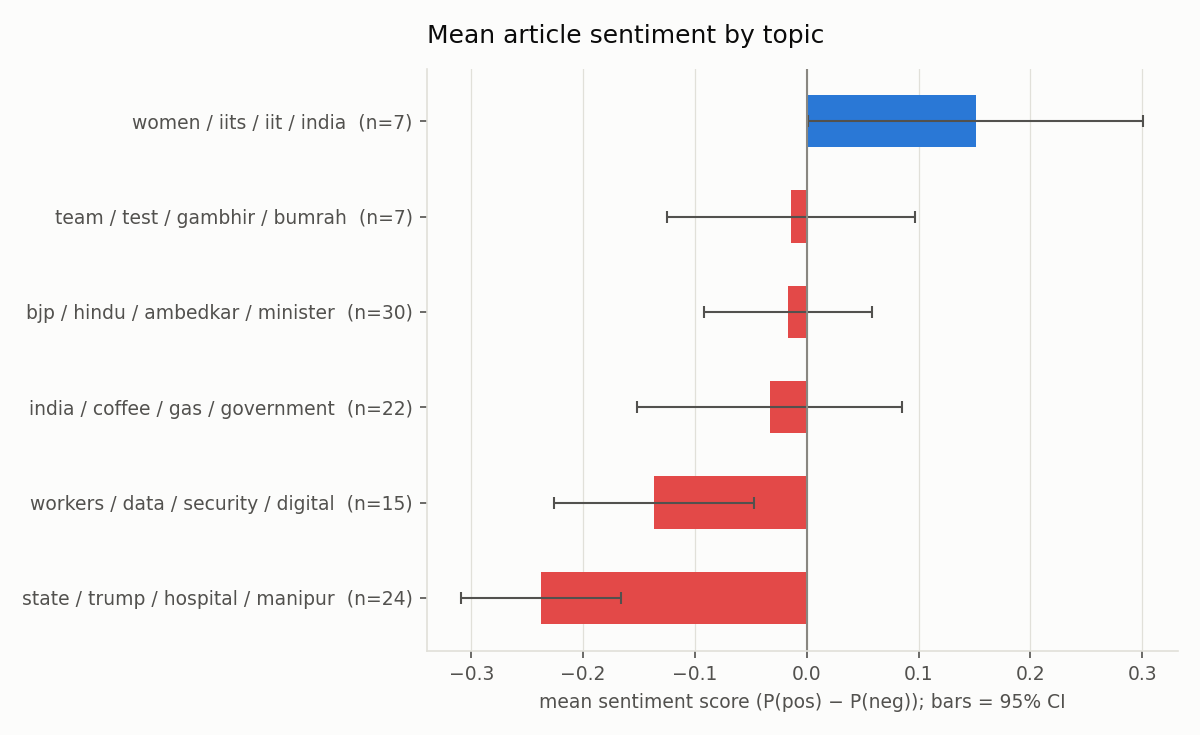 Mean article sentiment by topic
women / iits / iit / india  (n=7)
team / test / gambhir / bumrah  (n=7)
bjp / hindu / ambedkar / minister  (n=30)
india / coffee / gas / government  (n=22)
workers / data / security / digital  (n=15)
state / trump / hospital / manipur  (n=24)
−0.3 −0.2 −0.1 0.0 0.1 0.2 0.3
mean sentiment score (P(pos) − P(neg)); bars = 95% CI